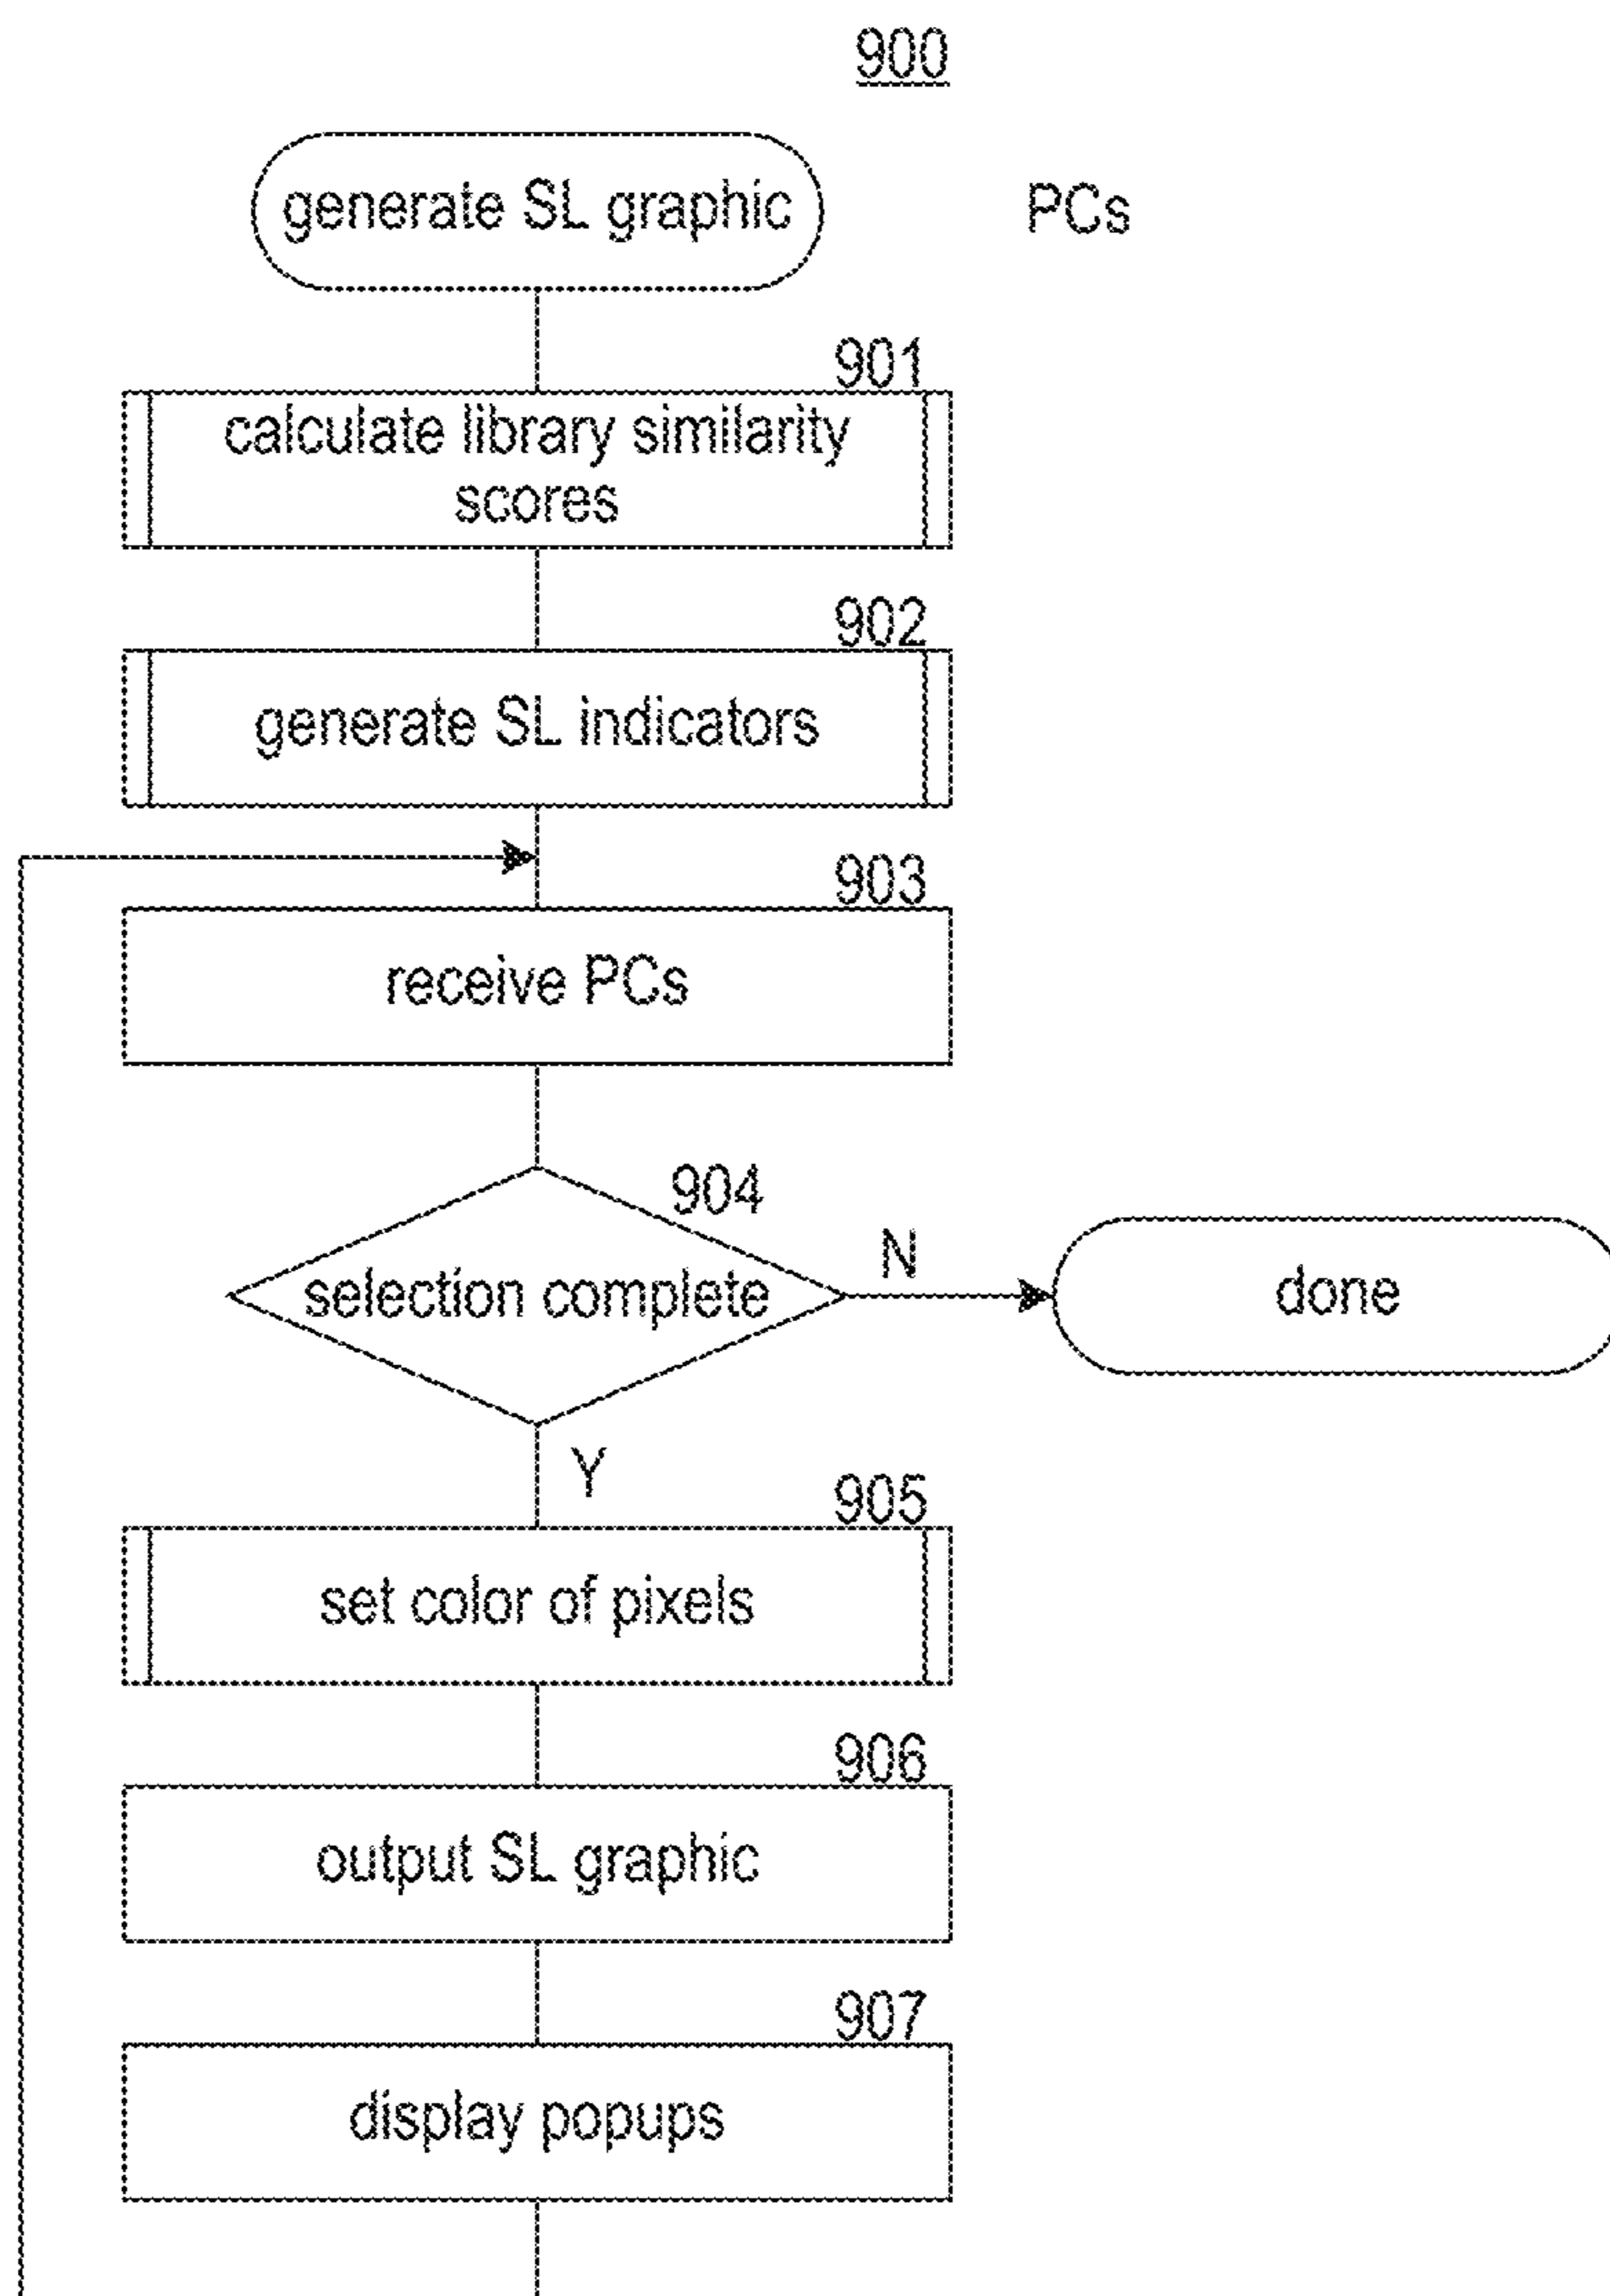 900
generate SL graphic
PCs
901
calculate library similarity
scores
902
generate SL indicators
903
receive PCs
904
selection complete
N
done
Y
905
set color of pixels
906
output SL graphic
907
display popups